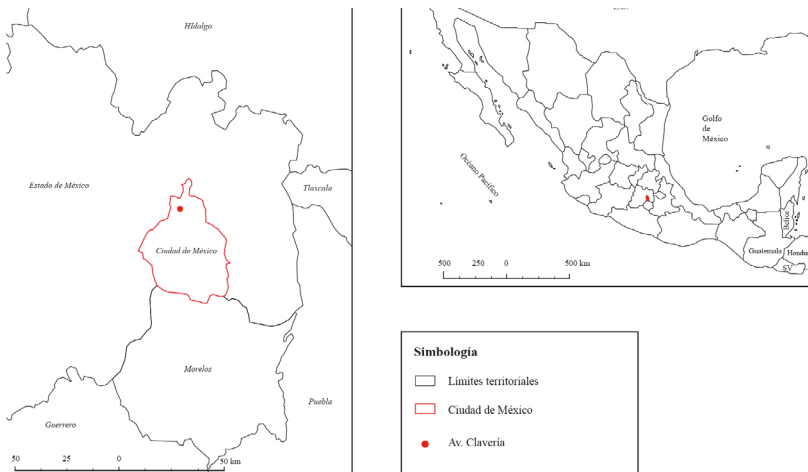 Hidalgo
Estado de México
Tlaxcala
Ciudad de México
Morelos
Puebla
Guerrero
50 25 0 50 km
Golfo
de
México
Océano Pacífico
Belice
Guatemala
Hondu
SV
500 250 0 500 km
Simbología
Límites territoriales
Ciudad de México
Av. Clavería